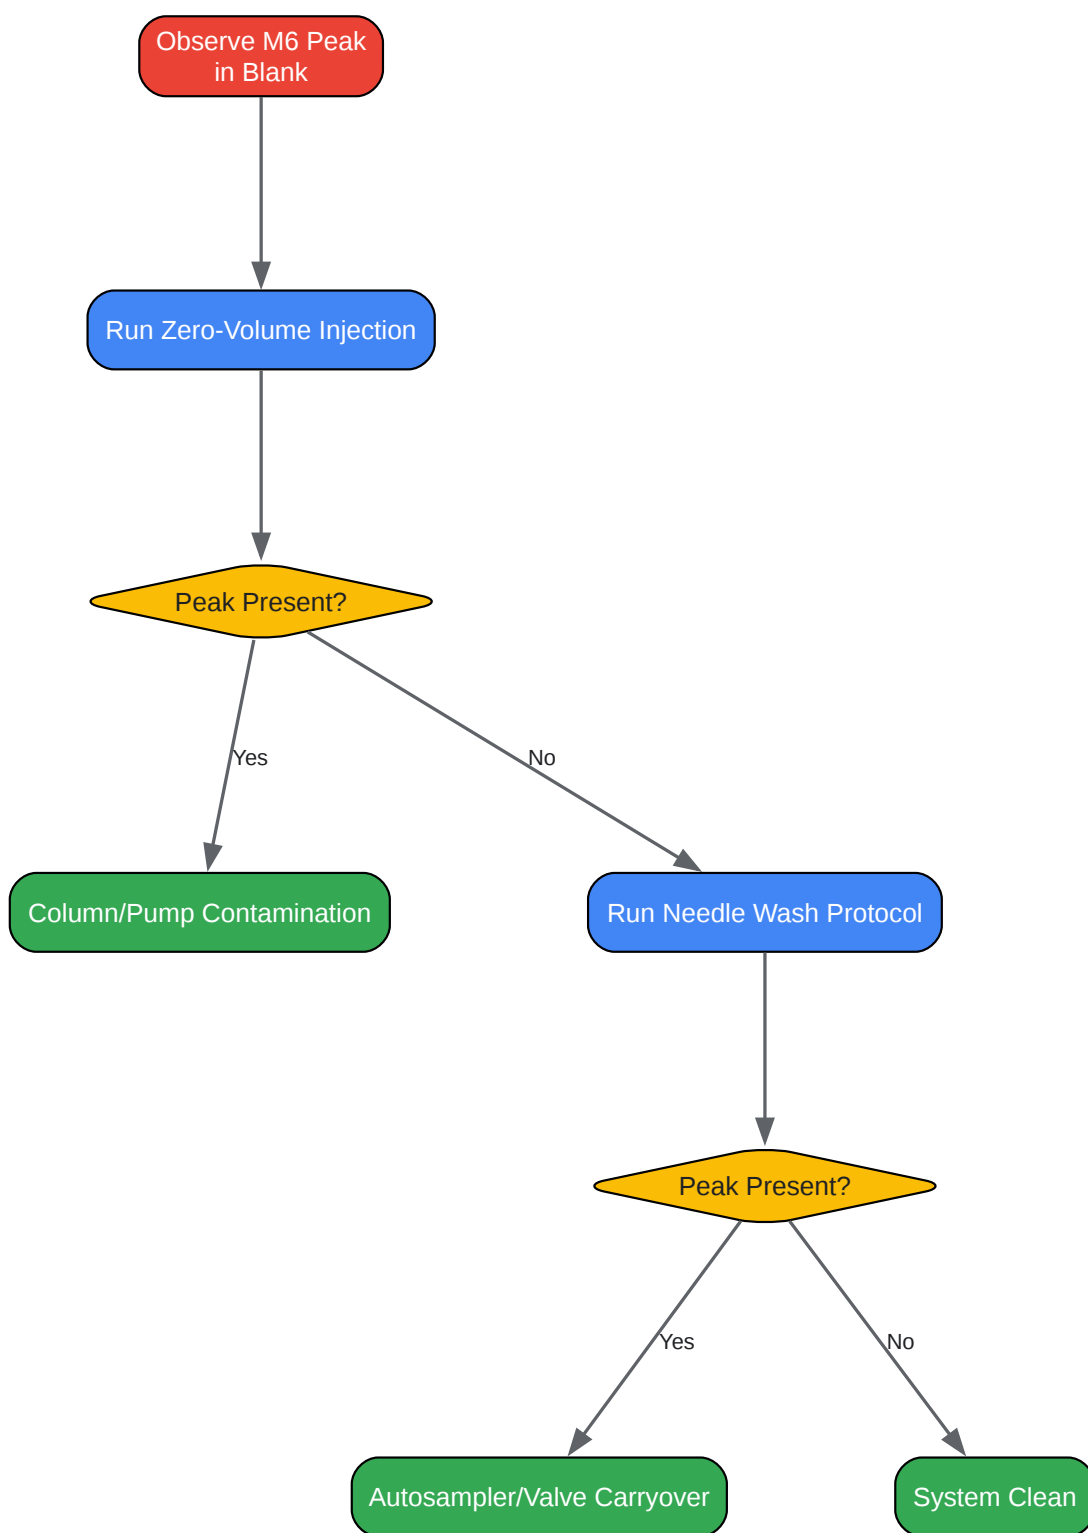 Observe M6 Peak
in Blank
Run Zero-Volume Injection
Peak Present?
Yes
No
Column/Pump Contamination
Run Needle Wash Protocol
Peak Present?
Yes
No
Autosampler/Valve Carryover
System Clean